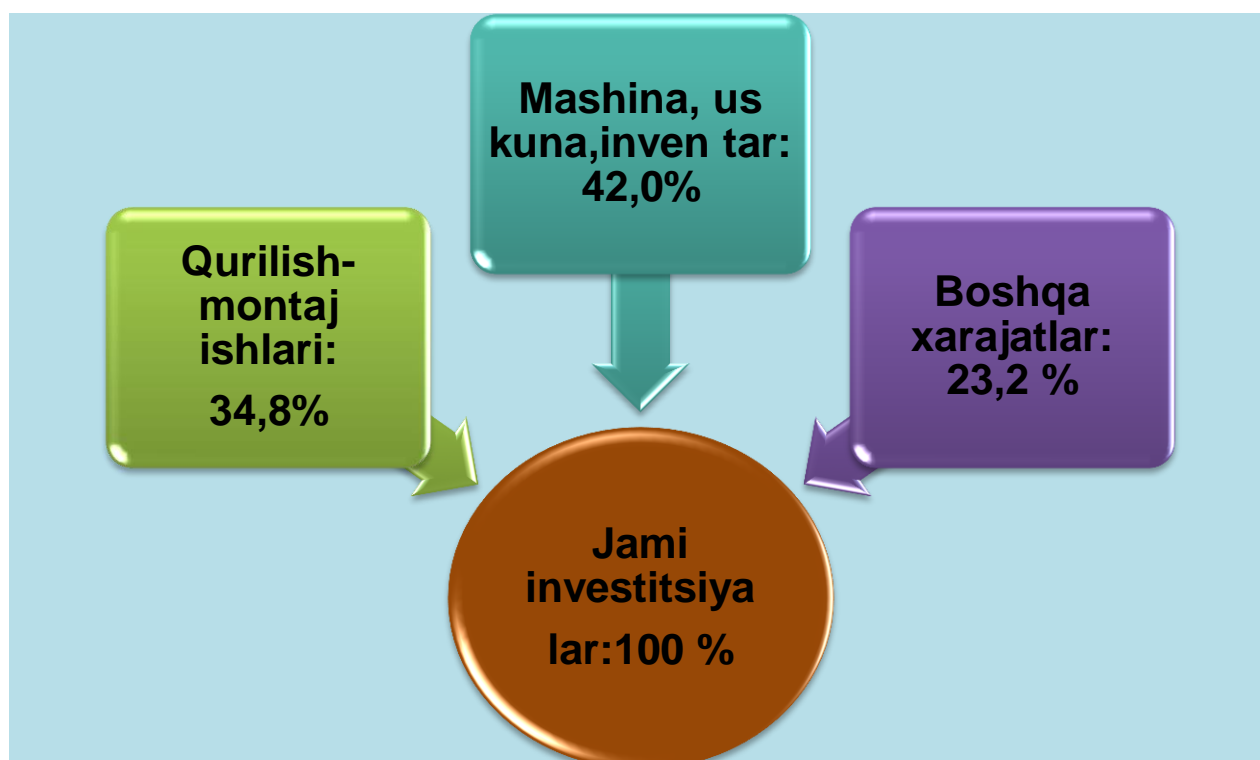 Mashina, us
kuna,inven tar:
42,0%
Qurilish-
montaj
ishlari:
34,8%
Boshqa
xarajatlar:
23,2 %
Jami
investitsiya
lar:100 %